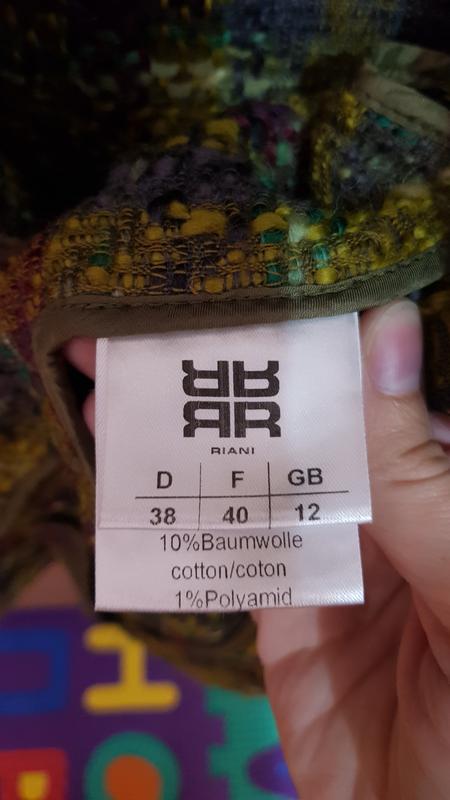 RIANI
D F GB
38 40 12
10%Baumwolle
cotton/coton
1%Polyamid